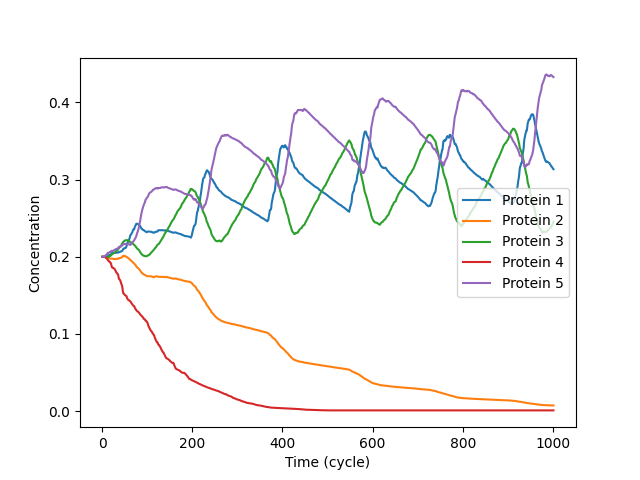 0.4
0.3
0.2
0.1
0.0
Concentration
0
200
400
600
800
1000
Time (cycle)
Protein 1
Protein 2
Protein 3
Protein 4
Protein 5